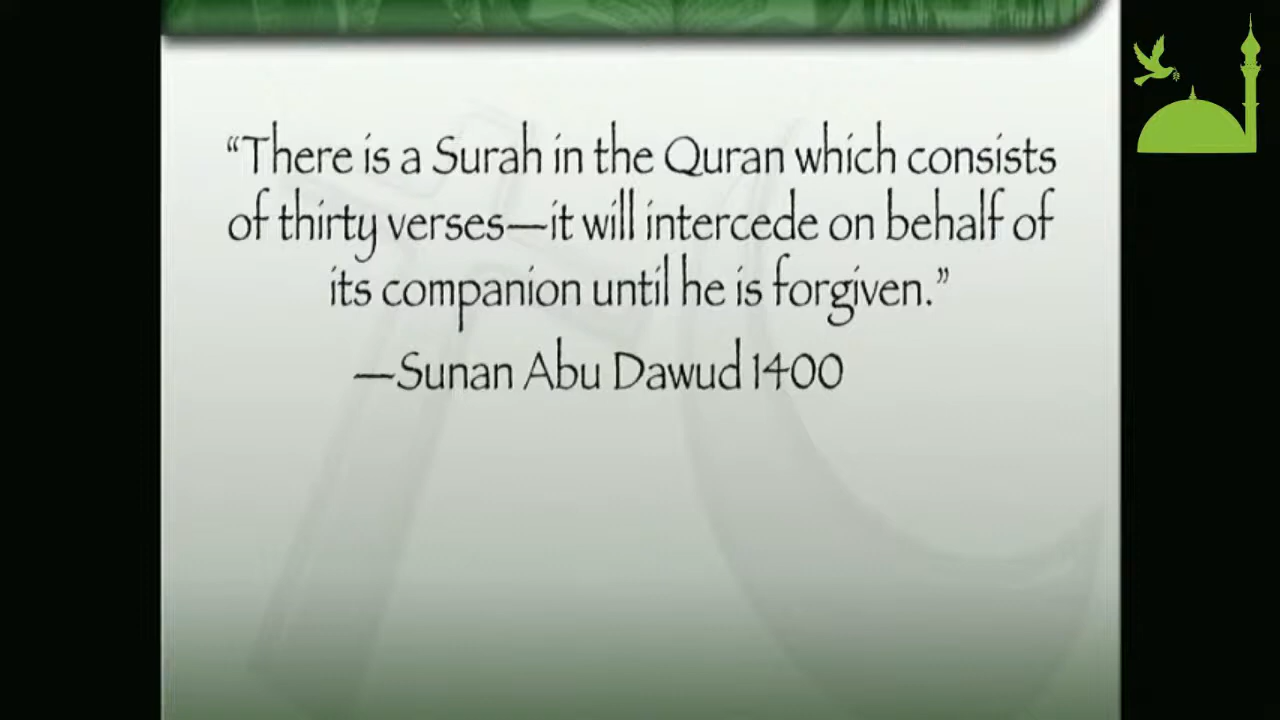 “There is a Surah in the Quran which consists
of thirty verses—it will intercede on behalf of
its companion until he is forgiven.”
—Sunan Abu Dawud 1400